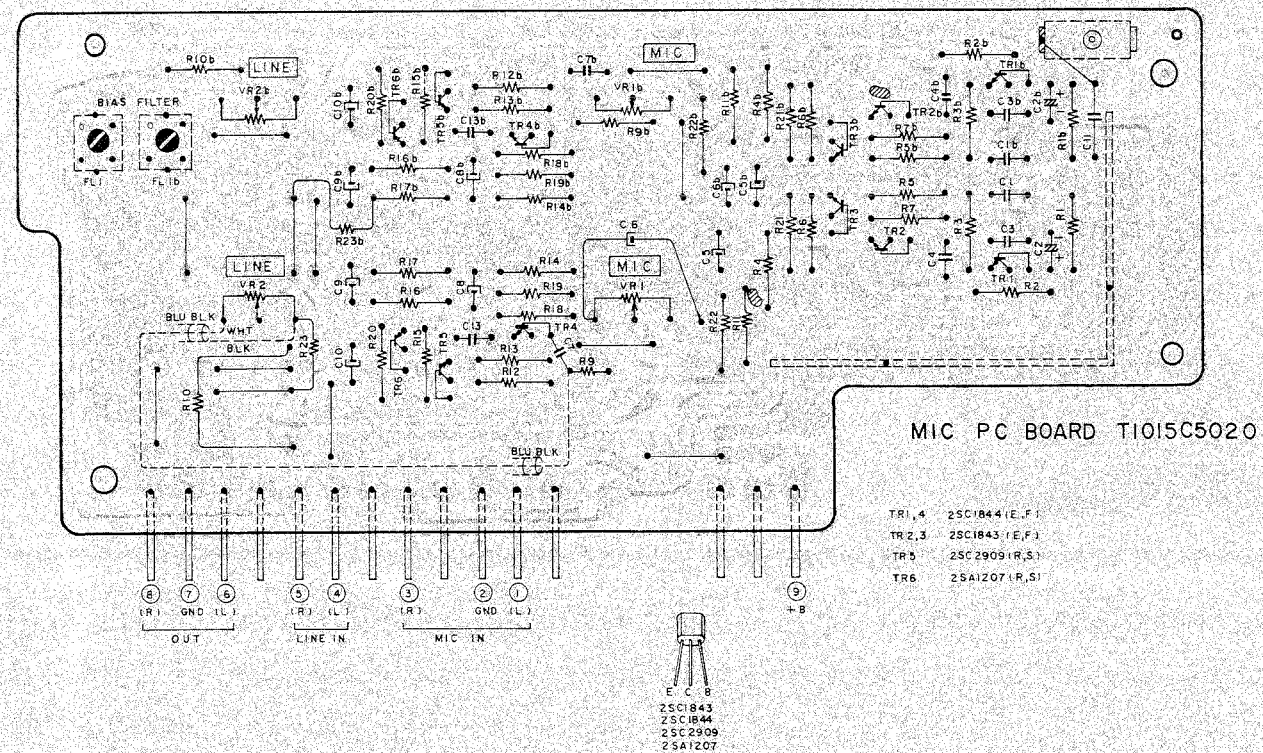 R10b
LINE
VR2b
BIAS FILTER
FL1
FL1b
C10b
R20b
TR6b
R15b
TR5b
C13b
R12b
R13b
TR4b
C7b
MIC
VR1b
R9b
R22b
R11b
R4b
R21b
R6b
TR3b
TR2b
R7b
R5b
C4b
R3b
R2b
TR1b
C3b
C2b
R1b
C11
C1b
R16b
C9b
R17b
C8b
R18b
R19b
R14b
C6b
C5b
R23b
R5
R7
TR2
TR3
R21
R6
C4
R3
C1
C3
C2
R1
TR1
R2
C6
C5
R4
LINE
VR2
BLU BLK
WHT
BLK
R23
R10
C9
R17
R16
C8
R14
R19
R18
MIC
VR1
R22
R11
C10
R20
TR6
R15
TR5
C13
TR4
R13
R12
R9
BLU BLK
MIC PC BOARD T1015C5020
TR1,4 2SC1844(E,F)
TR2,3 2SC1843(E,F)
TR5 2SC2909(R,S)
TR6 2SA1207(R,S)
8 7 6 5 4 3 2 1 9
(R) GND (L) (R) (L) (R) GND (L) +B
OUT LINE IN MIC IN
E C B
2SC1843
2SC1844
2SC2909
2SA1207